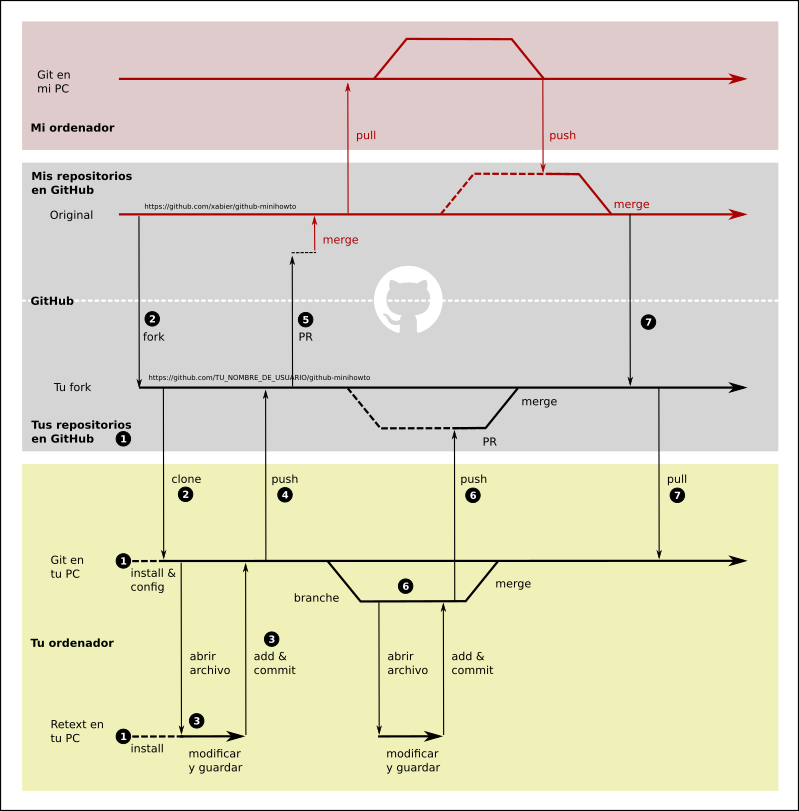 Git en
mi PC
Mi ordenador
pull
push
Mis repositorios
en GitHub
https://github.com/xabier/github-minihowto
Original
merge
merge
GitHub
2
fork
5
PR
7
https://github.com/TU_NOMBRE_DE_USUARIO/github-minihowto
Tu fork
merge
Tus repositorios
en GitHub 1
PR
clone
2
push
4
push
6
pull
7
Git en
tu PC
1
install &
config
branche
6
merge
Tu ordenador
3
abrir
archivo
add &
commit
abrir
archivo
add &
commit
Retext en
tu PC
1
install
3
modificar
y guardar
modificar
y guardar